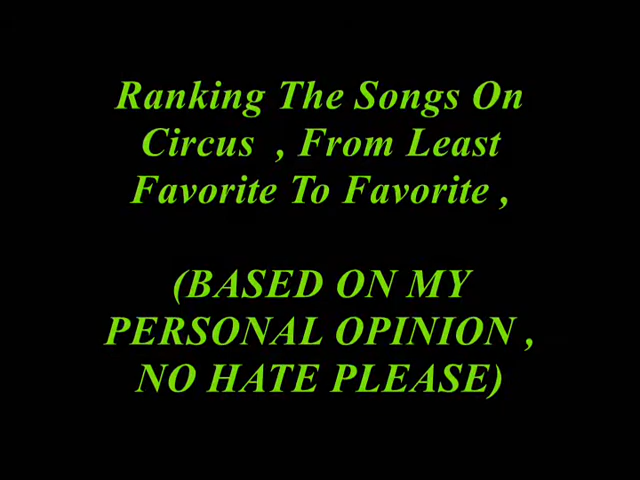 Ranking The Songs On
Circus , From Least
Favorite To Favorite ,
(BASED ON MY
PERSONAL OPINION ,
NO HATE PLEASE)